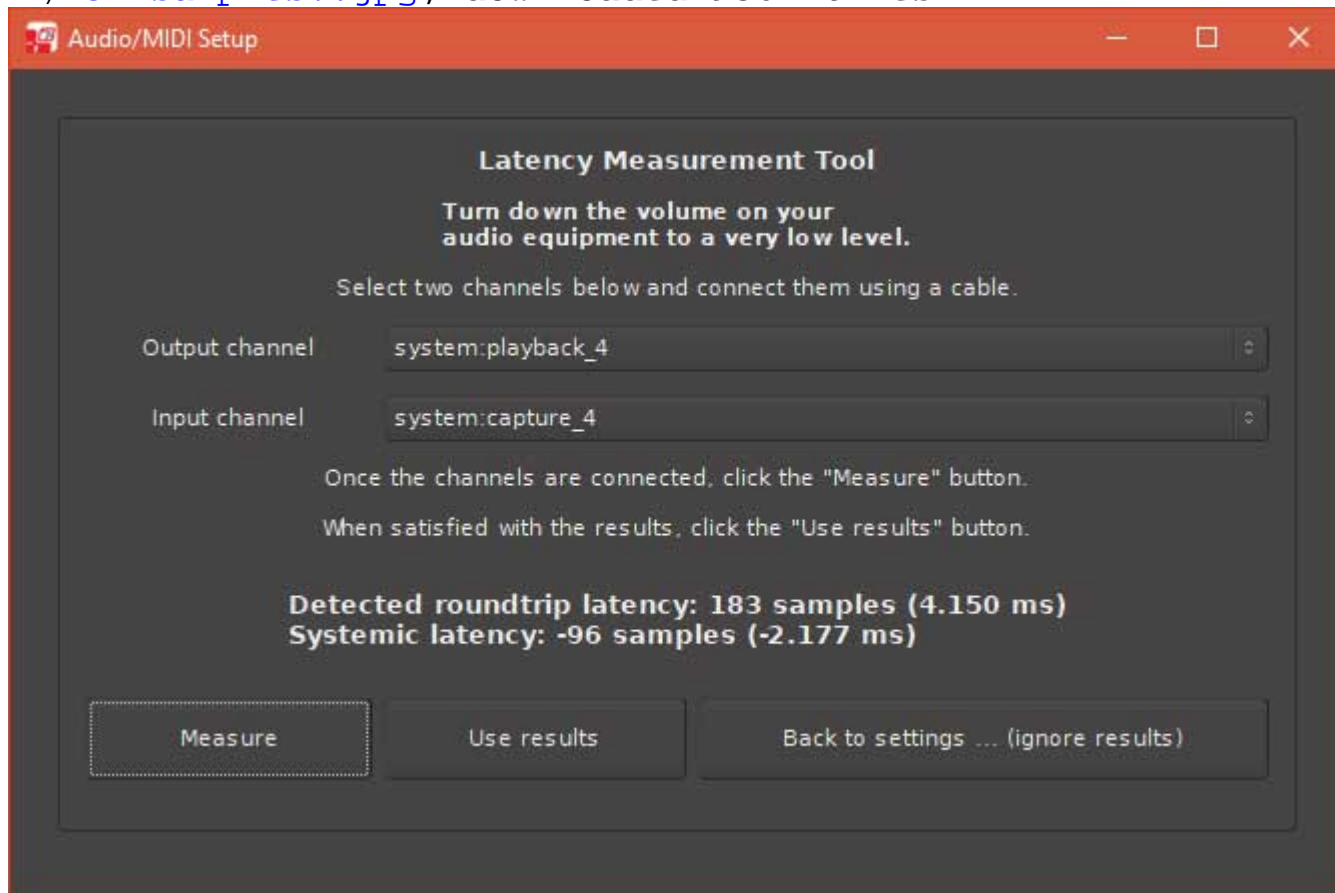 Audio/MIDI Setup
Latency Measurement Tool
Turn down the volume on your
audio equipment to a very low level.
Select two channels below and connect them using a cable.
Output channel system:playback_4
Input channel system:capture_4
Once the channels are connected, click the "Measure" button.
When satisfied with the results, click the "Use results" button.
Detected roundtrip latency: 183 samples (4.150 ms)
Systemic latency: -96 samples (-2.177 ms)
Measure Use results Back to settings ... (ignore results)